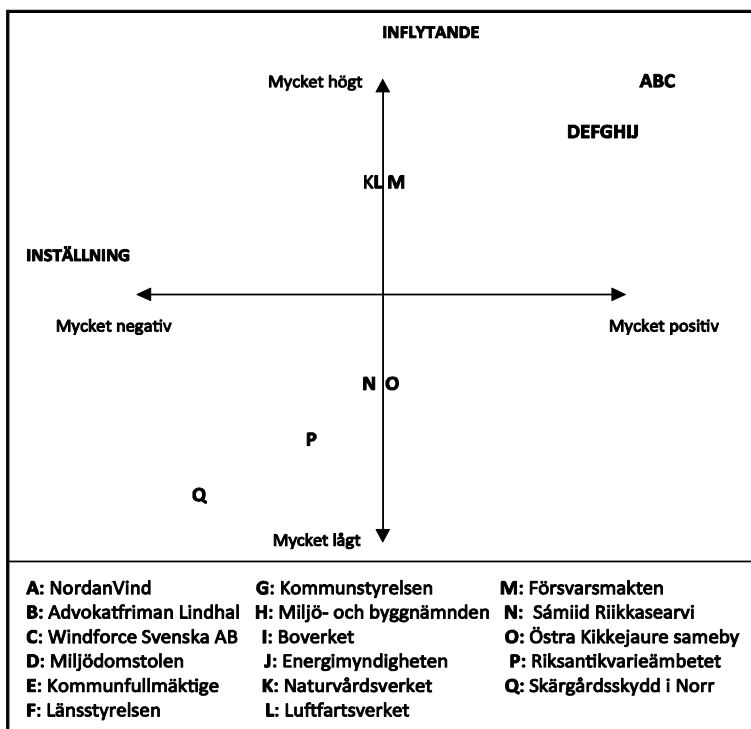 INFLYTANDE
Mycket högt
ABC
DEFGHIJ
KLM
INSTÄLLNING
Mycket negativ
Mycket positiv
N O
P
Q
Mycket lågt
A: NordanVind
B: Advokatfriman Lindhal
C: Windforce Svenska AB
D: Miljödomstolen
E: Kommunfullmäktige
F: Länsstyrelsen
G: Kommunstyrelsen
H: Miljö- och byggnämnden
I: Boverket
J: Energimyndigheten
K: Naturvårdsverket
L: Luftfartsverket
M: Försvarsmakten
N: Sámiid Riikkasearvi
O: Östra Kikkejaure sameby
P: Riksantikvarieämbetet
Q: Skärgårdsskydd i Norr